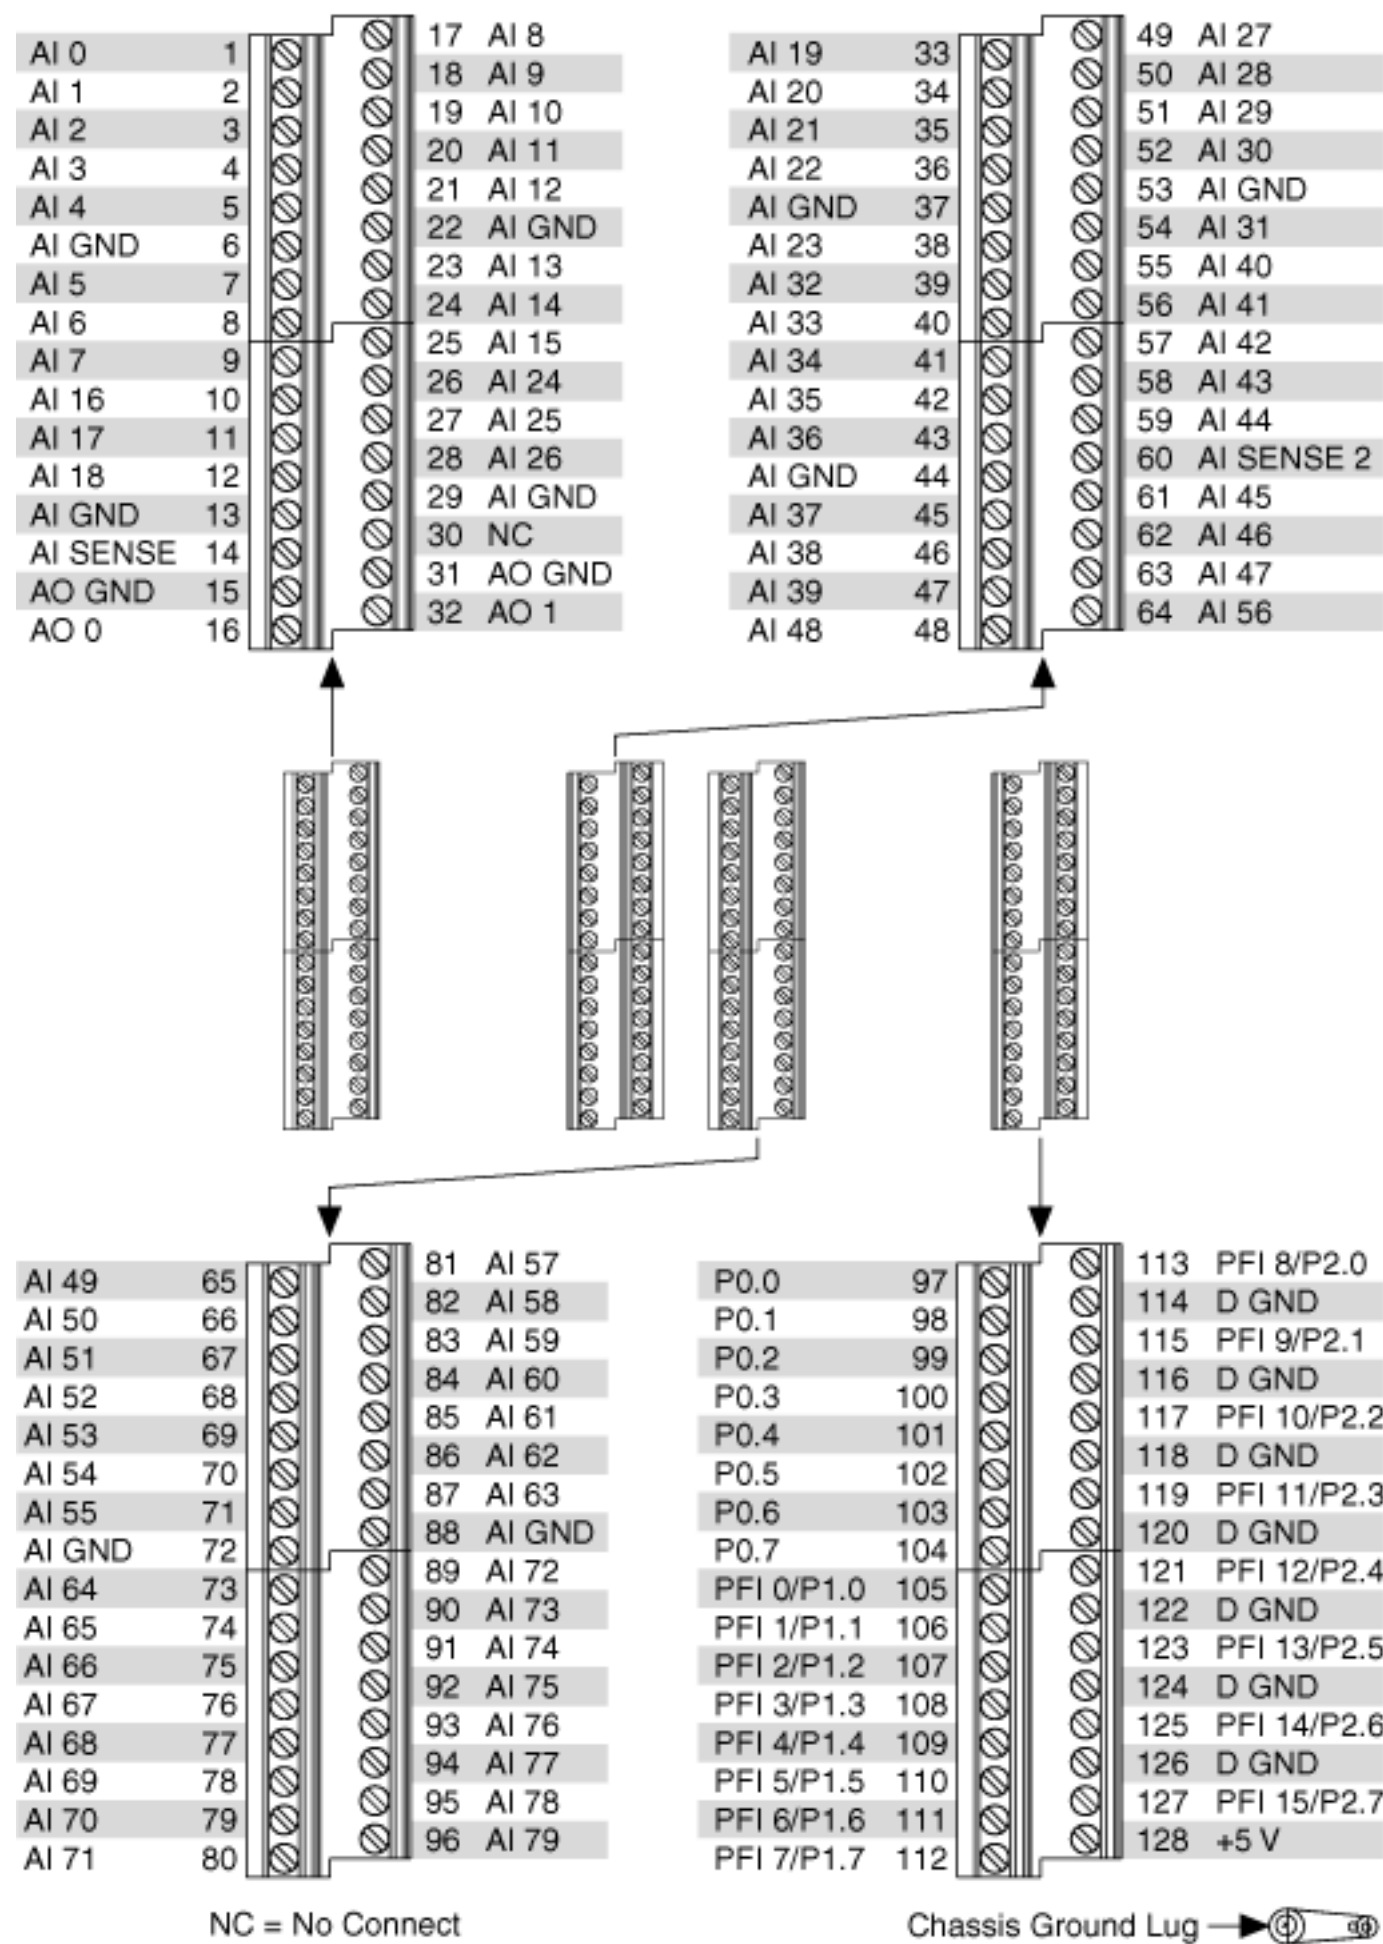 AI 0 1
AI 1 2
AI 2 3
AI 3 4
AI 4 5
AI GND 6
AI 5 7
AI 6 8
AI 7 9
AI 16 10
AI 17 11
AI 18 12
AI GND 13
AI SENSE 14
AO GND 15
AO 0 16
17 AI 8
18 AI 9
19 AI 10
20 AI 11
21 AI 12
22 AI GND
23 AI 13
24 AI 14
25 AI 15
26 AI 24
27 AI 25
28 AI 26
29 AI GND
30 NC
31 AO GND
32 AO 1
AI 19 33
AI 20 34
AI 21 35
AI 22 36
AI GND 37
AI 23 38
AI 32 39
AI 33 40
AI 34 41
AI 35 42
AI 36 43
AI GND 44
AI 37 45
AI 38 46
AI 39 47
AI 48 48
49 AI 27
50 AI 28
51 AI 29
52 AI 30
53 AI GND
54 AI 31
55 AI 40
56 AI 41
57 AI 42
58 AI 43
59 AI 44
60 AI SENSE 2
61 AI 45
62 AI 46
63 AI 47
64 AI 56
AI 49 65
AI 50 66
AI 51 67
AI 52 68
AI 53 69
AI 54 70
AI 55 71
AI GND 72
AI 64 73
AI 65 74
AI 66 75
AI 67 76
AI 68 77
AI 69 78
AI 70 79
AI 71 80
81 AI 57
82 AI 58
83 AI 59
84 AI 60
85 AI 61
86 AI 62
87 AI 63
88 AI GND
89 AI 72
90 AI 73
91 AI 74
92 AI 75
93 AI 76
94 AI 77
95 AI 78
96 AI 79
P0.0 97
P0.1 98
P0.2 99
P0.3 100
P0.4 101
P0.5 102
P0.6 103
P0.7 104
PFI 0/P1.0 105
PFI 1/P1.1 106
PFI 2/P1.2 107
PFI 3/P1.3 108
PFI 4/P1.4 109
PFI 5/P1.5 110
PFI 6/P1.6 111
PFI 7/P1.7 112
113 PFI 8/P2.0
114 D GND
115 PFI 9/P2.1
116 D GND
117 PFI 10/P2.2
118 D GND
119 PFI 11/P2.3
120 D GND
121 PFI 12/P2.4
122 D GND
123 PFI 13/P2.5
124 D GND
125 PFI 14/P2.6
126 D GND
127 PFI 15/P2.7
128 +5 V
NC = No Connect
Chassis Ground Lug